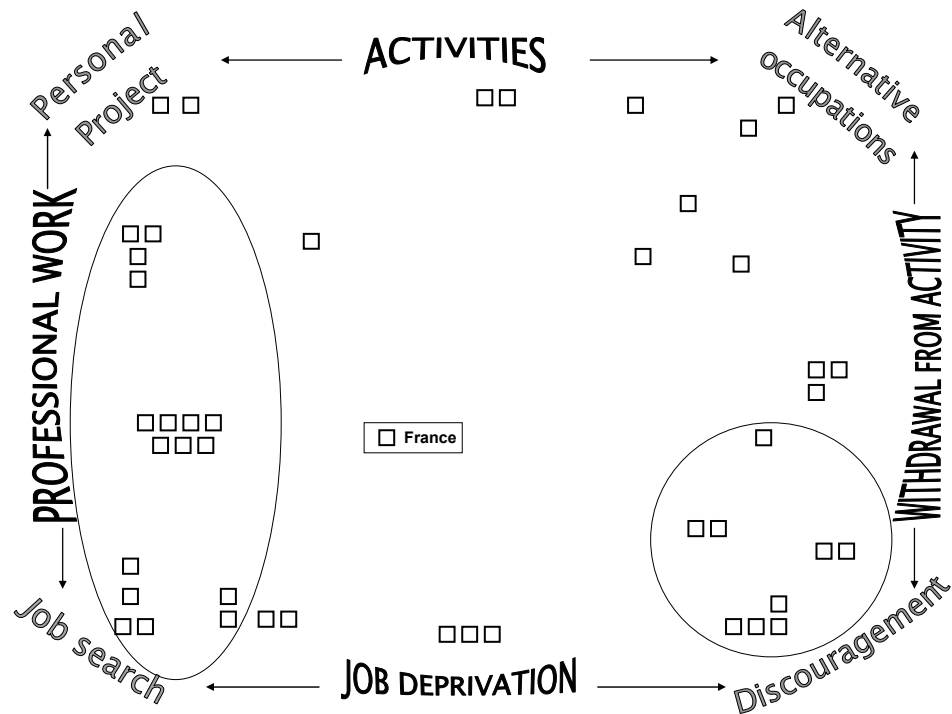 Personal
Project
ACTIVITIES
Alternative
occupations
PROFESSIONAL WORK
WITHDRAWAL FROM ACTIVITY
France
Job search
JOB DEPRIVATION
Discouragement